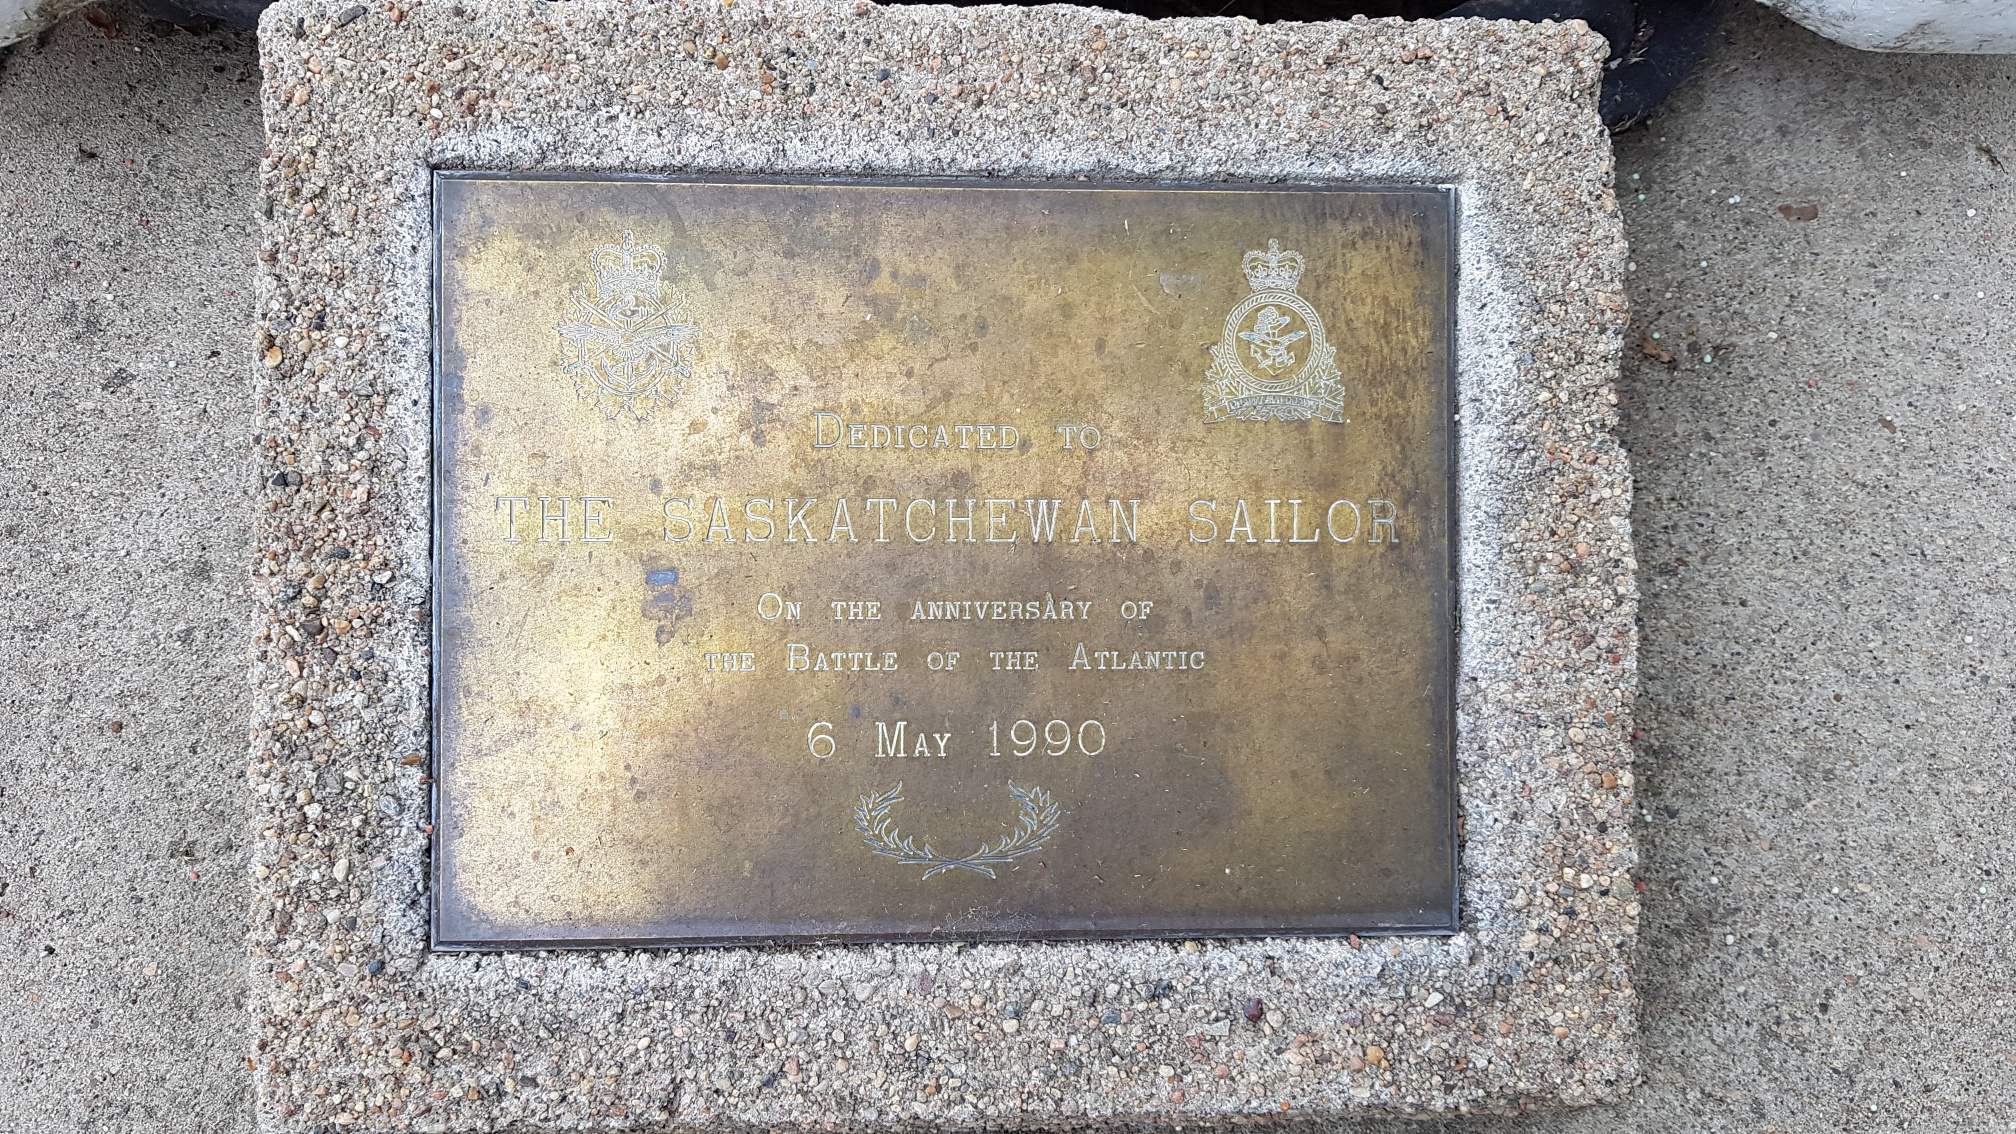 Dedicated to
THE SASKATCHEWAN SAILOR
On the anniversary of
the Battle of the Atlantic
6 May 1990